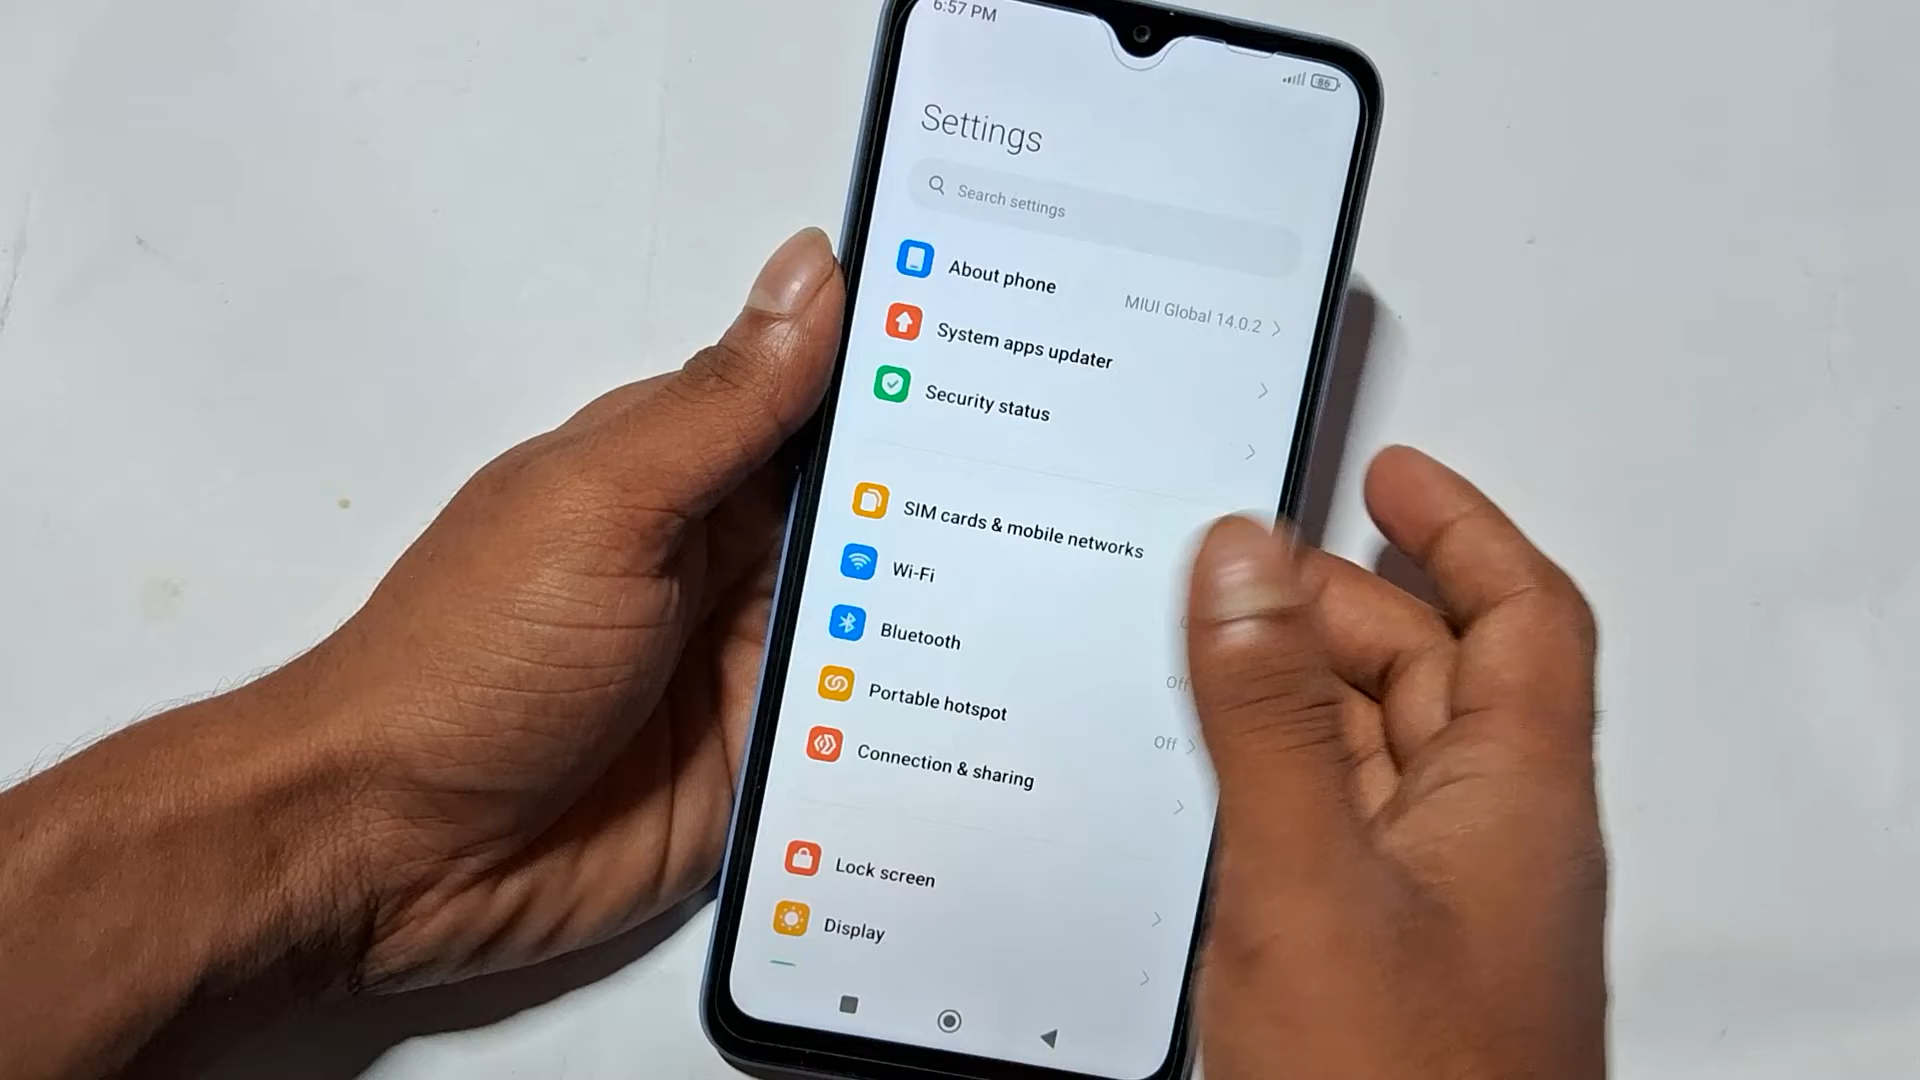 6:57 PM
86
Settings
Search settings
About phone
MIUI Global 14.0.2
System apps updater
Security status
SIM cards & mobile networks
Wi-Fi
Bluetooth
Off
Portable hotspot
Off
Connection & sharing
Lock screen
Display